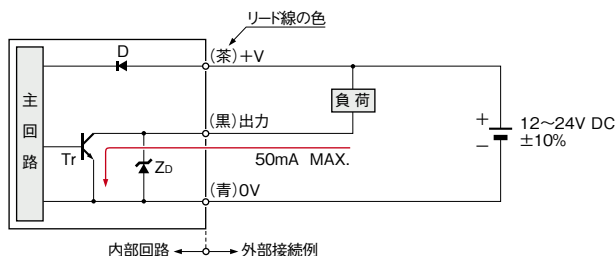 リード線の色
D
(茶)+V
主回路
負荷
(黒)出力
+
12～24V DC
±10%
−
Tr
ZD
50mA MAX.
(青)0V
内部回路
外部接続例